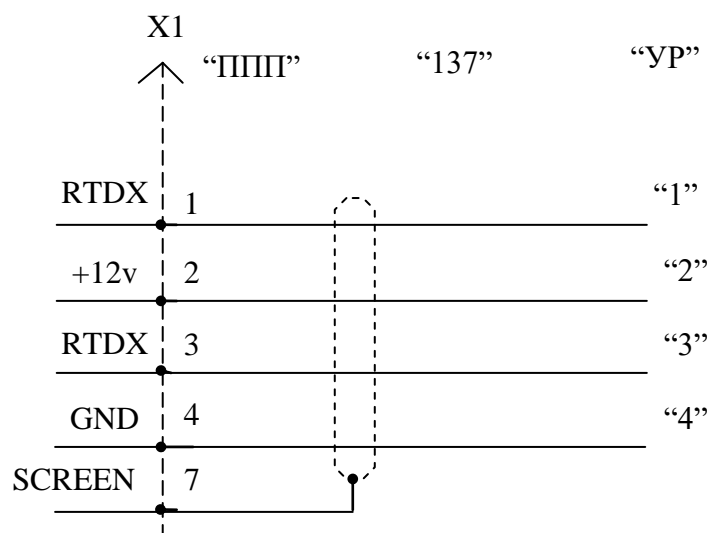 X1
“ППП” “137” “УР”
RTDX 1 “1”
+12v 2 “2”
RTDX 3 “3”
GND 4 “4”
SCREEN 7